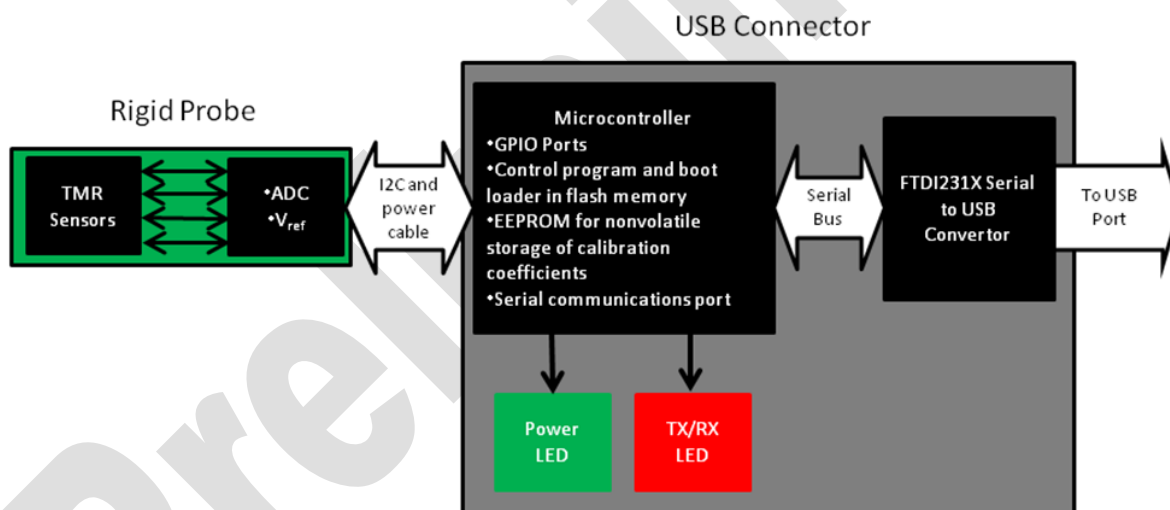 USB Connector
Rigid Probe
TMR
Sensors
•ADC
•Vref
I2C and
power
cable
Microcontroller
•GPIO Ports
•Control program and boot
loader in flash memory
•EEPROM for nonvolatile
storage of calibration
coefficients
•Serial communications port
Serial
Bus
FTDI231X Serial
to USB
Convertor
To USB
Port
Power
LED
TX/RX
LED